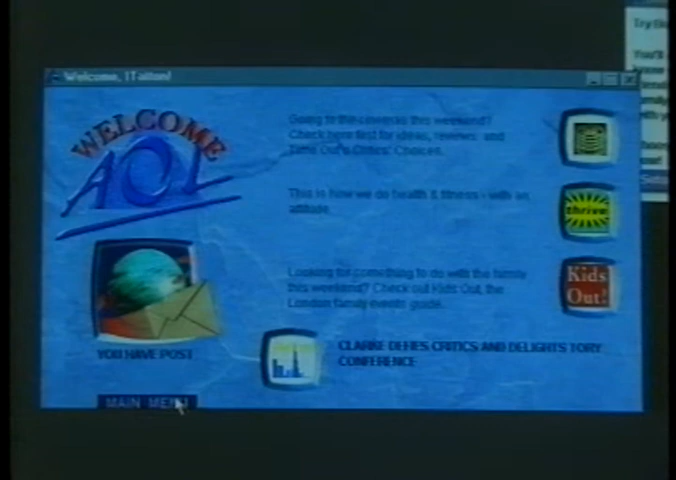 Welcome, ITatton!
WELCOME
AOL
Going to the cinema this weekend?
Check here first for ideas, reviews, and
Time Out's Critics' Choices.
This is how we do health & fitness - with an
attitude.
thrive
Looking for something to do with the family
this weekend? Check out Kids Out, the
London family events guide.
Kids
Out!
YOU HAVE POST
CLARKE DEFIES CRITICS AND DELIGHTS TORY
CONFERENCE
MAIN MENU